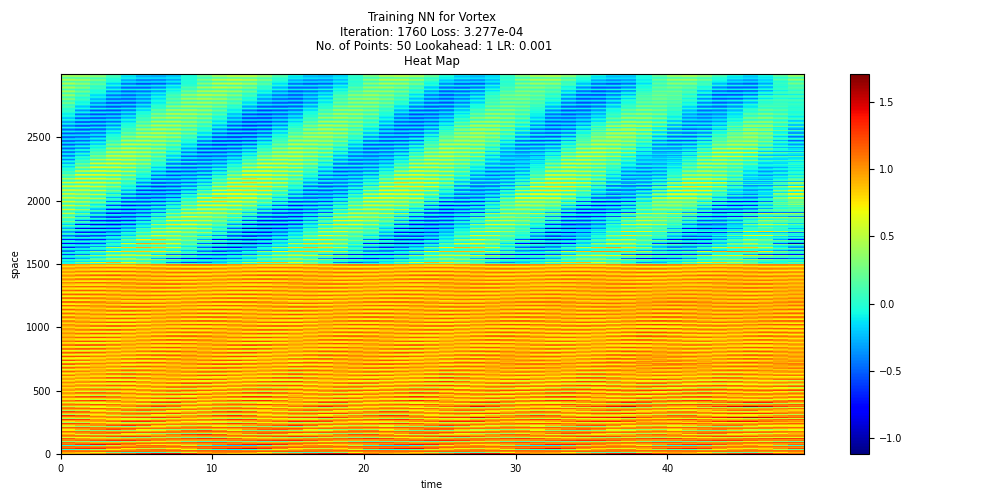 Training NN for Vortex
Iteration: 1760 Loss: 3.277e-04
No. of Points: 50 Lookahead: 1 LR: 0.001
Heat Map
2500
2000
1500
1000
500
0
space
0 10 20 30 40
time
1.5
1.0
0.5
0.0
−0.5
−1.0